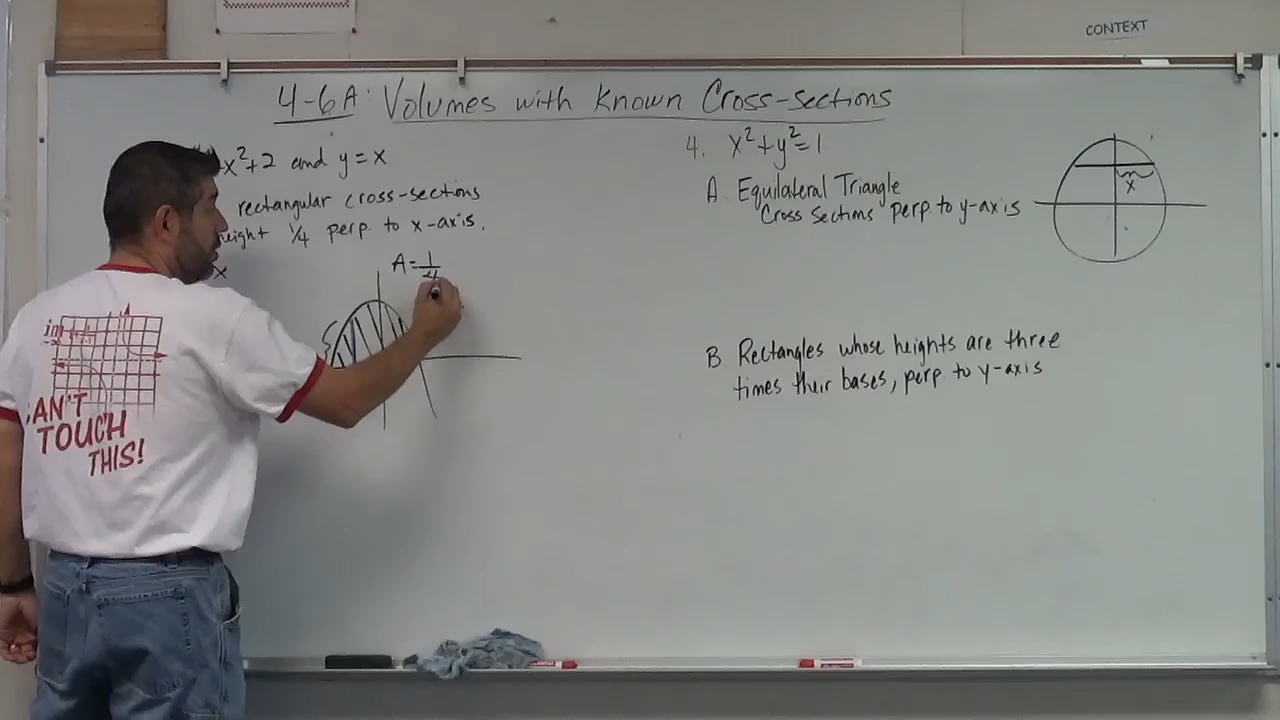 CONTEXT
4-6A: Volumes with Known Cross-sections
x²+2 and y=x
rectangular cross-sections
height 1/4 perp to x-axis.
x
A=1/4
4. x²+y²=1
A. Equilateral Triangle
Cross Sections perp to y-axis
x
B Rectangles whose heights are three
times their bases, perp to y-axis
CAN'T
TOUCH
THIS!